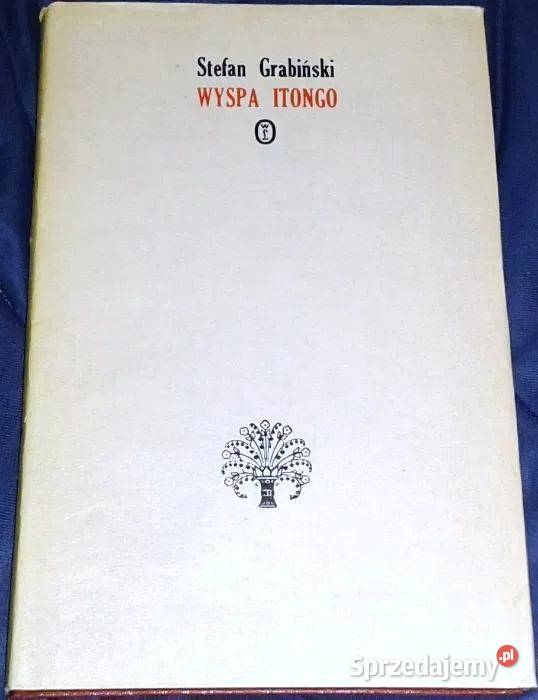 Stefan Grabiński
WYSPA ITONGO
Sprzedajemy.pl